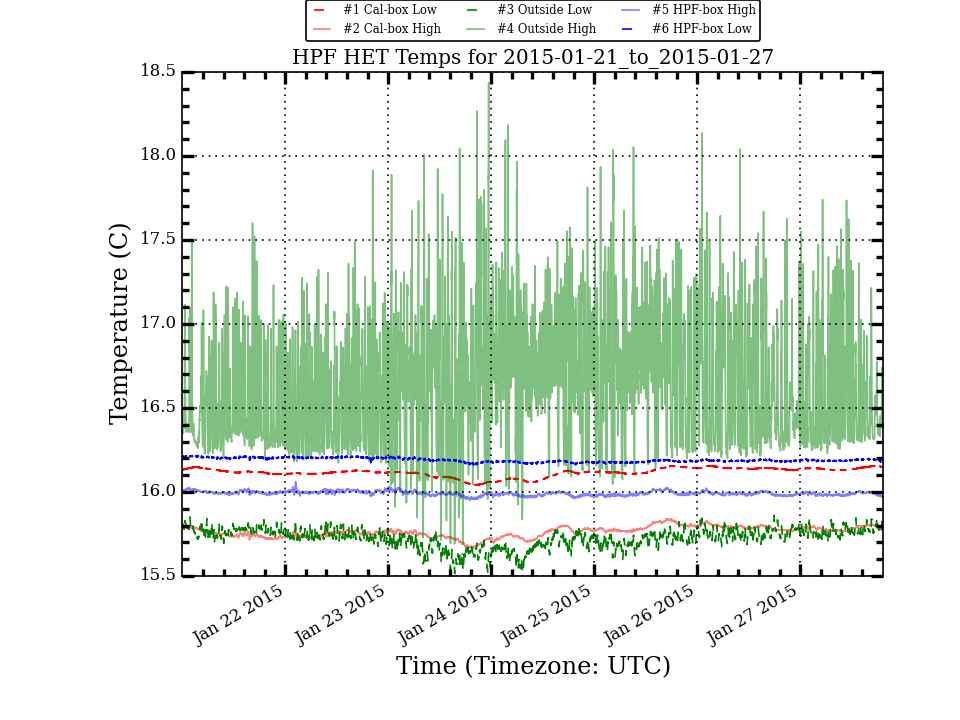 #1 Cal-box Low #3 Outside Low #5 HPF-box High
#2 Cal-box High #4 Outside High #6 HPF-box Low
HPF HET Temps for 2015-01-21_to_2015-01-27
18.5
18.0
17.5
17.0
16.5
16.0
15.5
Temperature (C)
Jan 22 2015
Jan 23 2015
Jan 24 2015
Jan 25 2015
Jan 26 2015
Jan 27 2015
Time (Timezone: UTC)